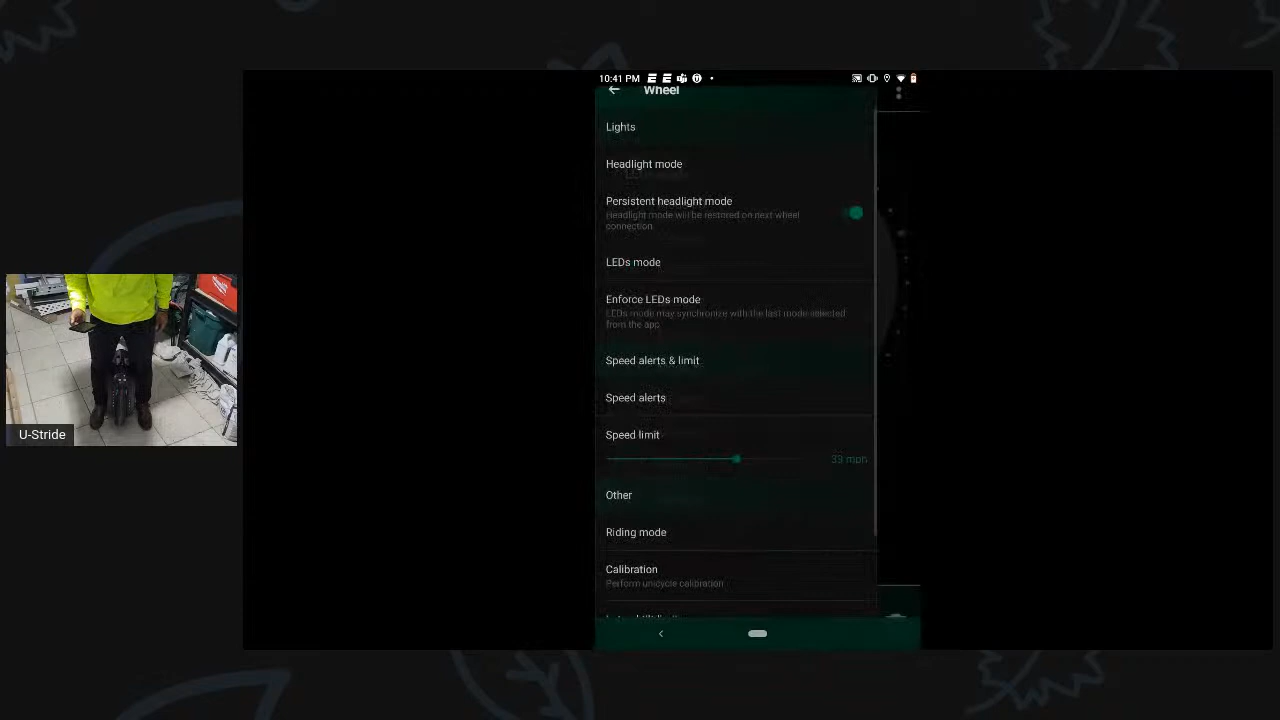 10:41 PM
Wheel
Lights
Headlight mode
Persistent headlight mode
Headlight mode will be restored on next wheel
connection
LEDs mode
Enforce LEDs mode
LEDs mode may synchronize with the last mode selected
from the app
Speed alerts & limit
Speed alerts
Speed limit
39 mph
Other
Riding mode
Calibration
Perform unicycle calibration
U-Stride